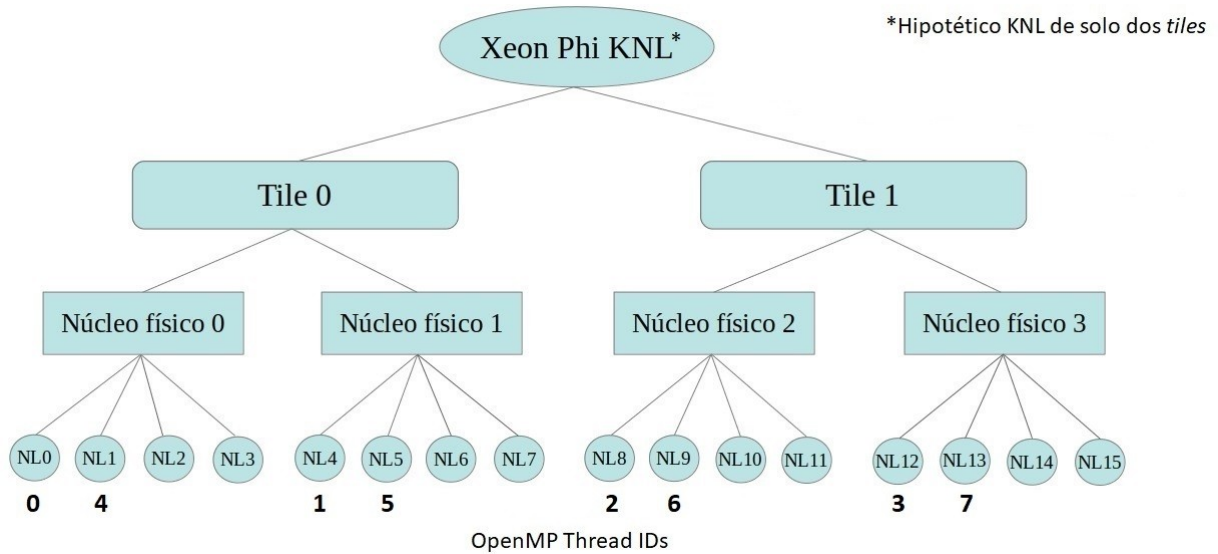 Xeon Phi KNL*
*Hipotético KNL de solo dos tiles
Tile 0
Tile 1
Núcleo físico 0
Núcleo físico 1
Núcleo físico 2
Núcleo físico 3
NL0 NL1 NL2 NL3 NL4 NL5 NL6 NL7 NL8 NL9 NL10 NL11 NL12 NL13 NL14 NL15
0 4 1 5 2 6 3 7
OpenMP Thread IDs